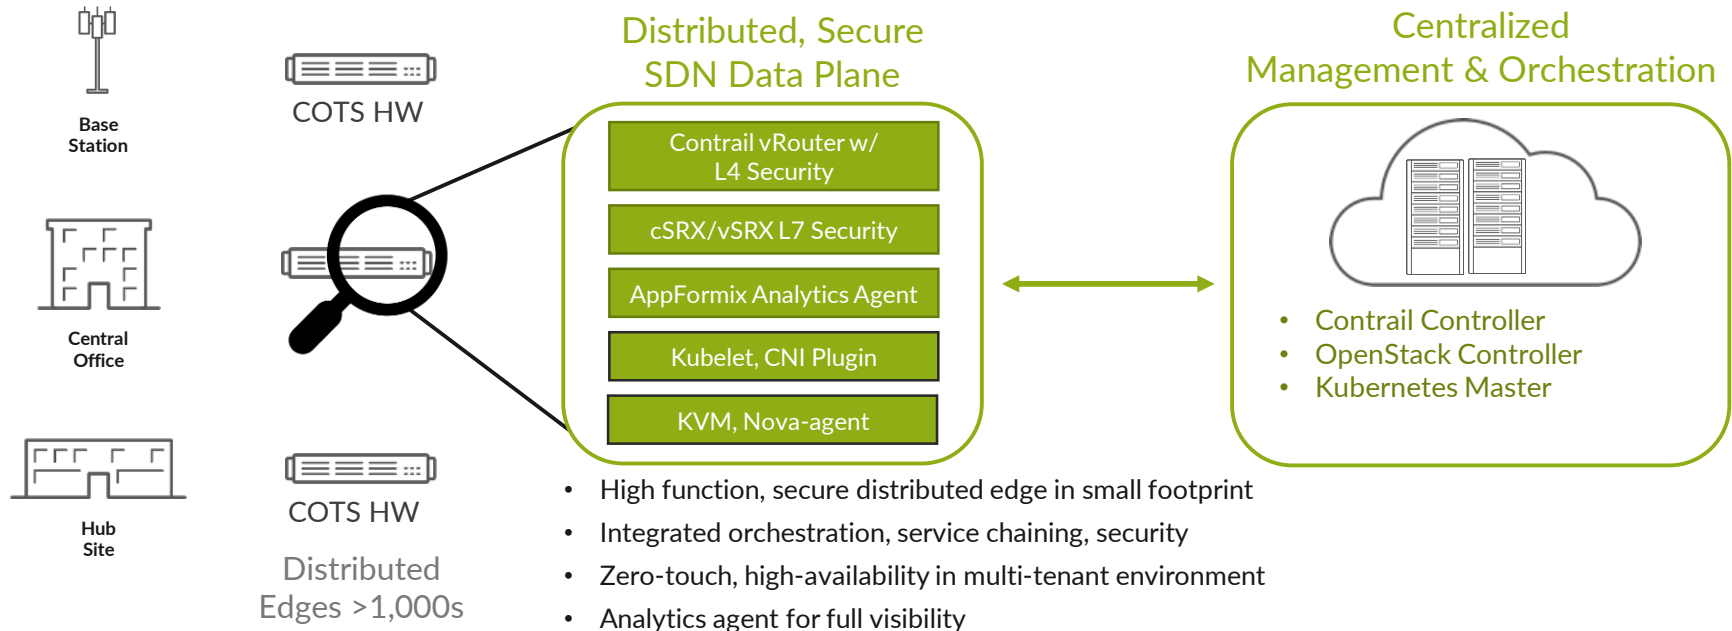 Base
Station
Central
Office
Hub
Site
COTS HW
COTS HW
Distributed
Edges >1,000s
Distributed, Secure
SDN Data Plane
Contrail vRouter w/
L4 Security
cSRX/vSRX L7 Security
AppFormix Analytics Agent
Kubelet, CNI Plugin
KVM, Nova-agent
• High function, secure distributed edge in small footprint
• Integrated orchestration, service chaining, security
• Zero-touch, high-availability in multi-tenant environment
• Analytics agent for full visibility
Centralized
Management & Orchestration
• Contrail Controller
• OpenStack Controller
• Kubernetes Master